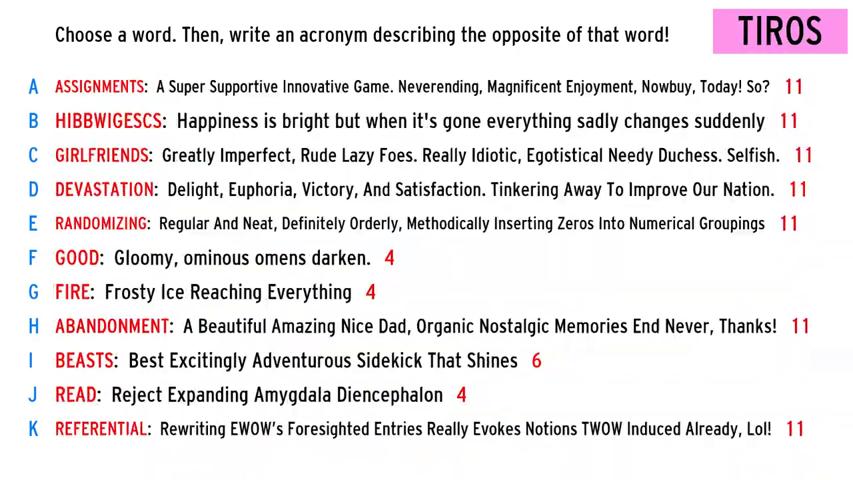 Choose a word. Then, write an acronym describing the opposite of that word!
TIROS
A ASSIGNMENTS: A Super Supportive Innovative Game. Neverending, Magnificent Enjoyment, Nowbuy, Today! So? 11
B HIBBWIGESCS: Happiness is bright but when it's gone everything sadly changes suddenly 11
C GIRLFRIENDS: Greatly Imperfect, Rude Lazy Foes. Really Idiotic, Egotistical Needy Duchess. Selfish. 11
D DEVASTATION: Delight, Euphoria, Victory, And Satisfaction. Tinkering Away To Improve Our Nation. 11
E RANDOMIZING: Regular And Neat, Definitely Orderly, Methodically Inserting Zeros Into Numerical Groupings 11
F GOOD: Gloomy, ominous omens darken. 4
G FIRE: Frosty Ice Reaching Everything 4
H ABANDONMENT: A Beautiful Amazing Nice Dad, Organic Nostalgic Memories End Never, Thanks! 11
I BEASTS: Best Excitingly Adventurous Sidekick That Shines 6
J READ: Reject Expanding Amygdala Diencephalon 4
K REFERENTIAL: Rewriting EWOW's Foresighted Entries Really Evokes Notions TWOW Induced Already, Lol! 11